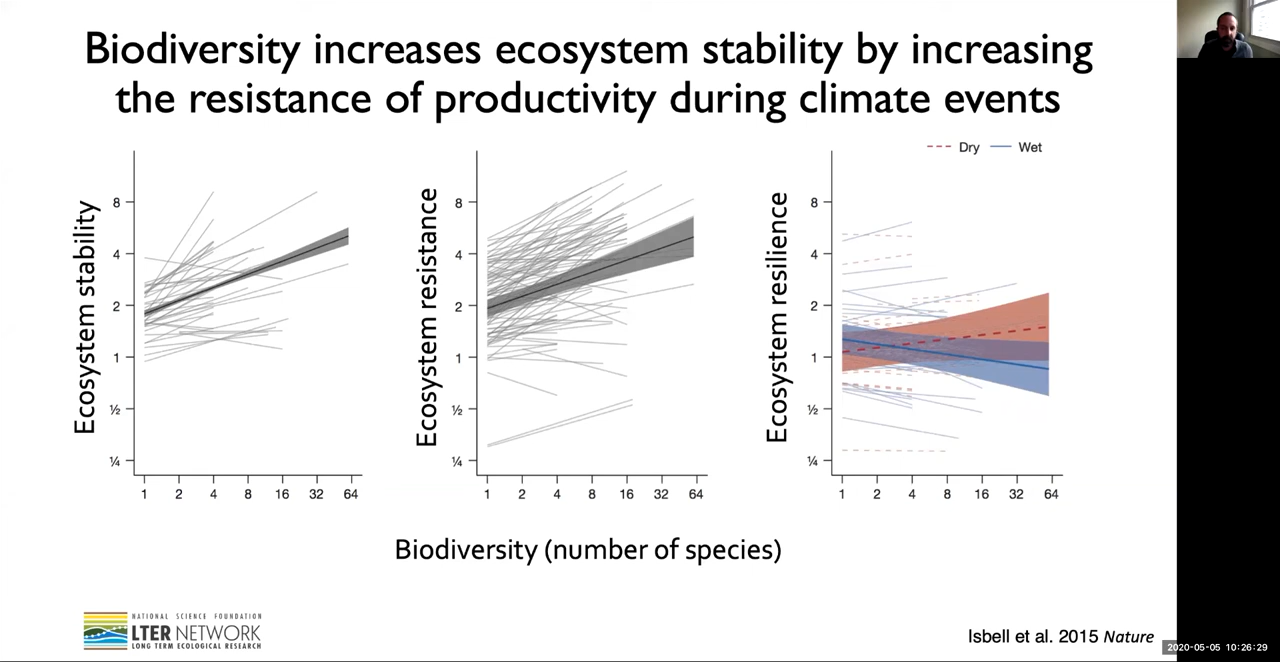 Biodiversity increases ecosystem stability by increasing
the resistance of productivity during climate events
Dry Wet
Ecosystem stability
8
4
2
1
½
¼
1 2 4 8 16 32 64
Ecosystem resistance
8
4
2
1
½
¼
1 2 4 8 16 32 64
Ecosystem resilience
8
4
2
1
½
¼
1 2 4 8 16 32 64
Biodiversity (number of species)
NATIONAL SCIENCE FOUNDATION
LTER NETWORK
LONG TERM ECOLOGICAL RESEARCH
Isbell et al. 2015 Nature
2020-05-05 10:26:29